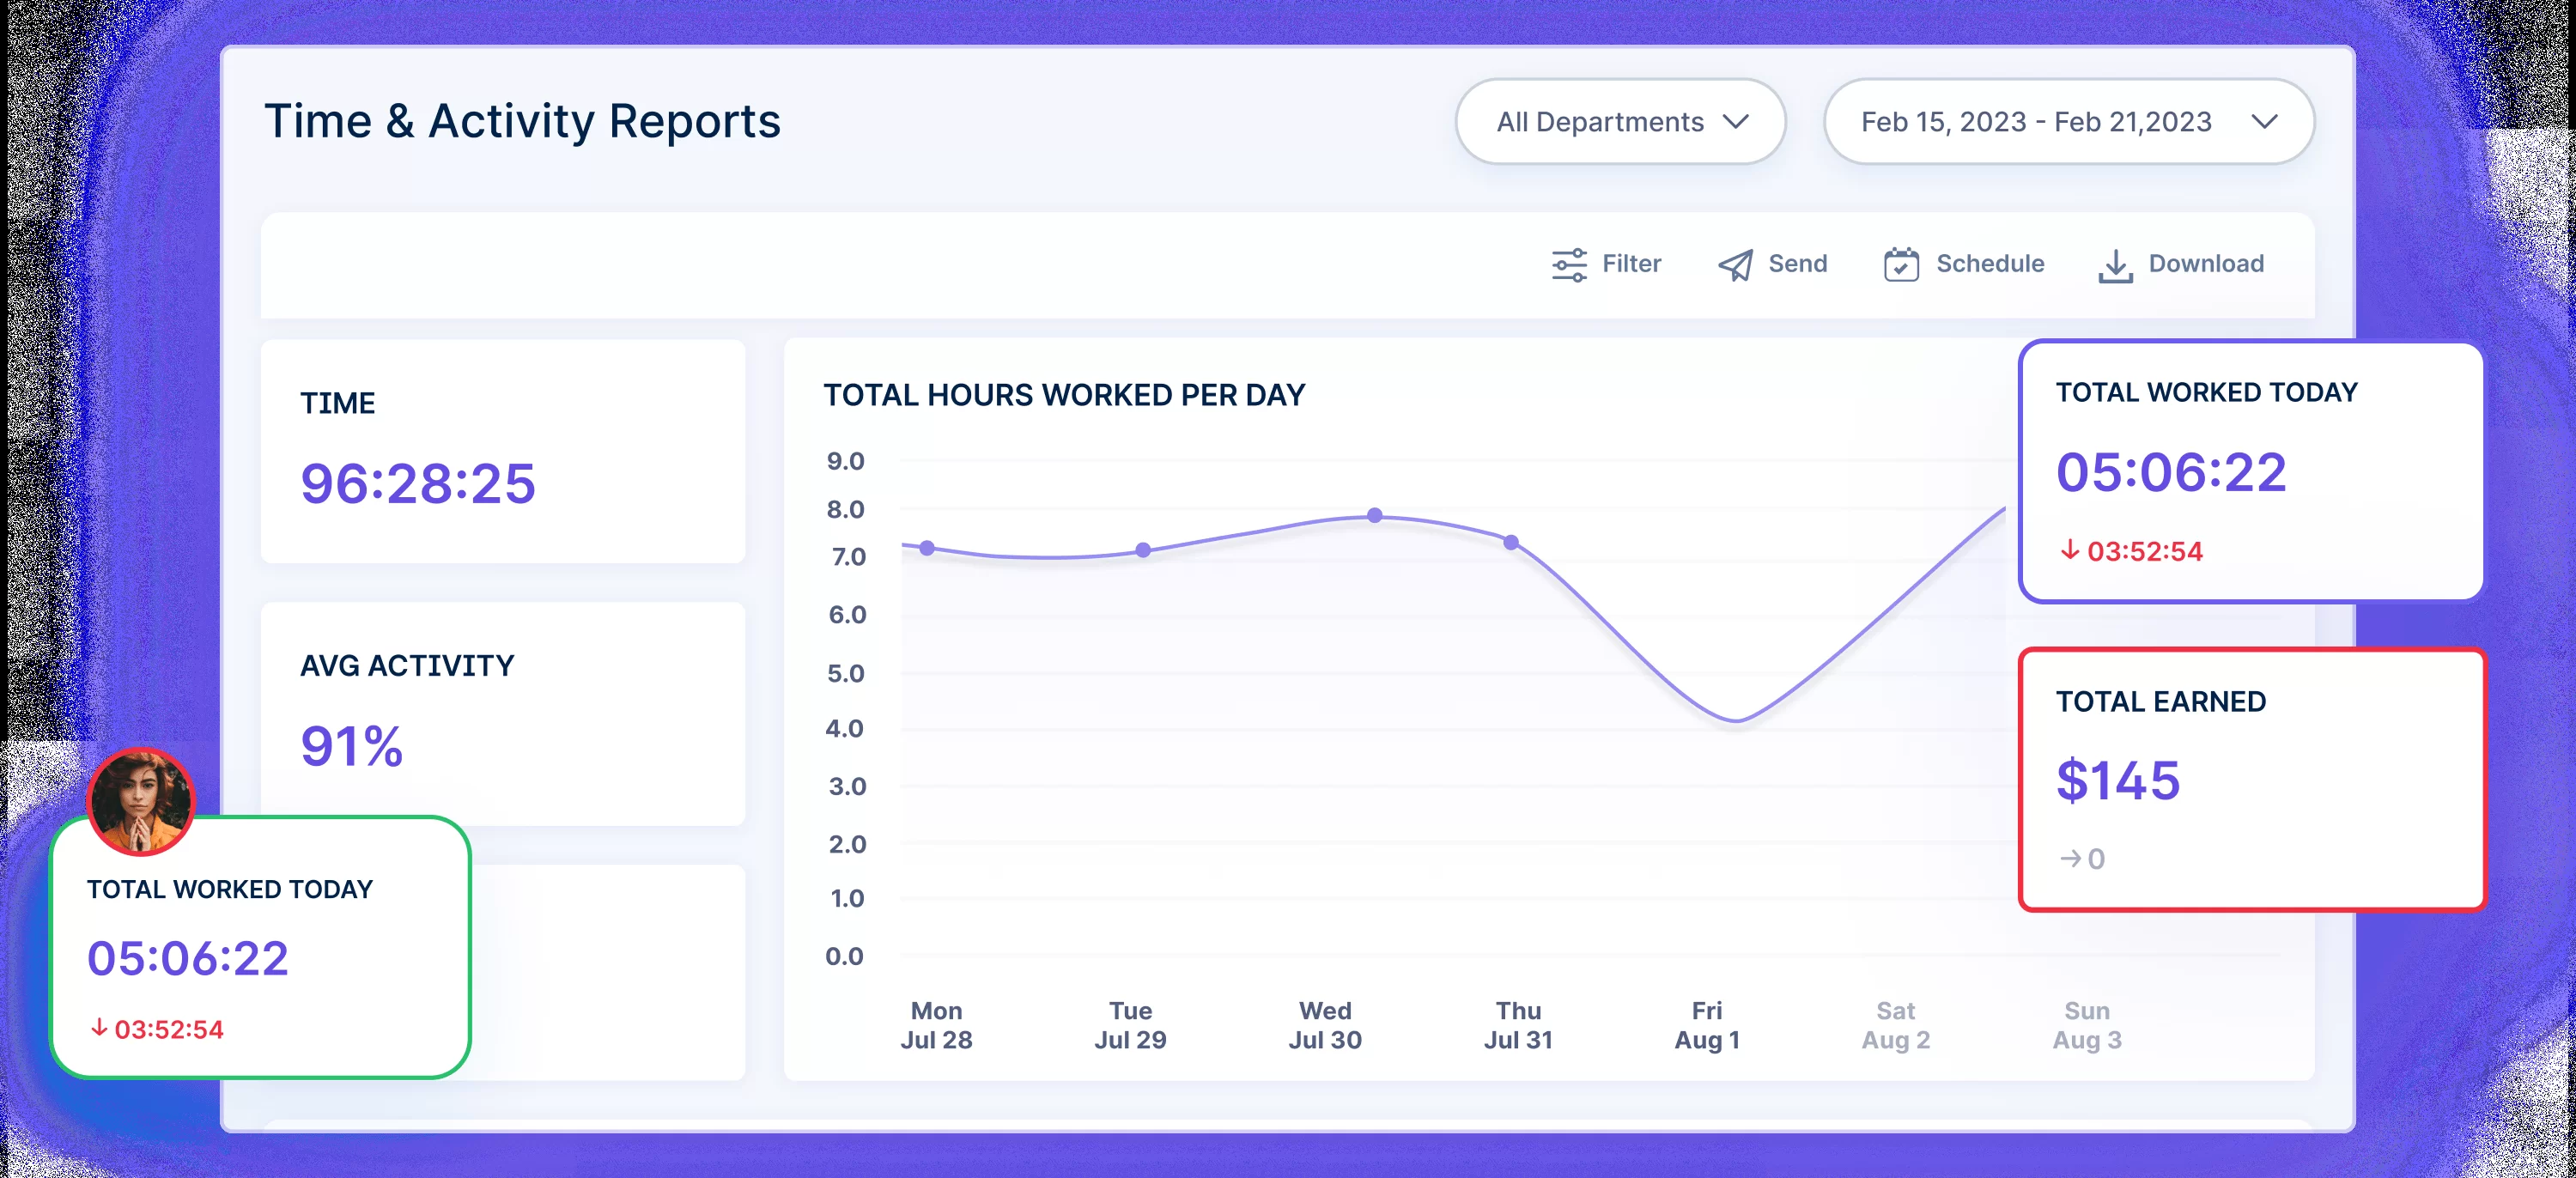 Time & Activity Reports
All Departments
Feb 15, 2023 - Feb 21,2023
Filter
Send
Schedule
Download
TIME
96:28:25
AVG ACTIVITY
91%
TOTAL WORKED TODAY
05:06:22
↓ 03:52:54
TOTAL HOURS WORKED PER DAY
9.0
8.0
7.0
6.0
5.0
4.0
3.0
2.0
1.0
0.0
Mon
Jul 28
Tue
Jul 29
Wed
Jul 30
Thu
Jul 31
Fri
Aug 1
Sat
Aug 2
Sun
Aug 3
TOTAL WORKED TODAY
05:06:22
↓ 03:52:54
TOTAL EARNED
$145
→ 0